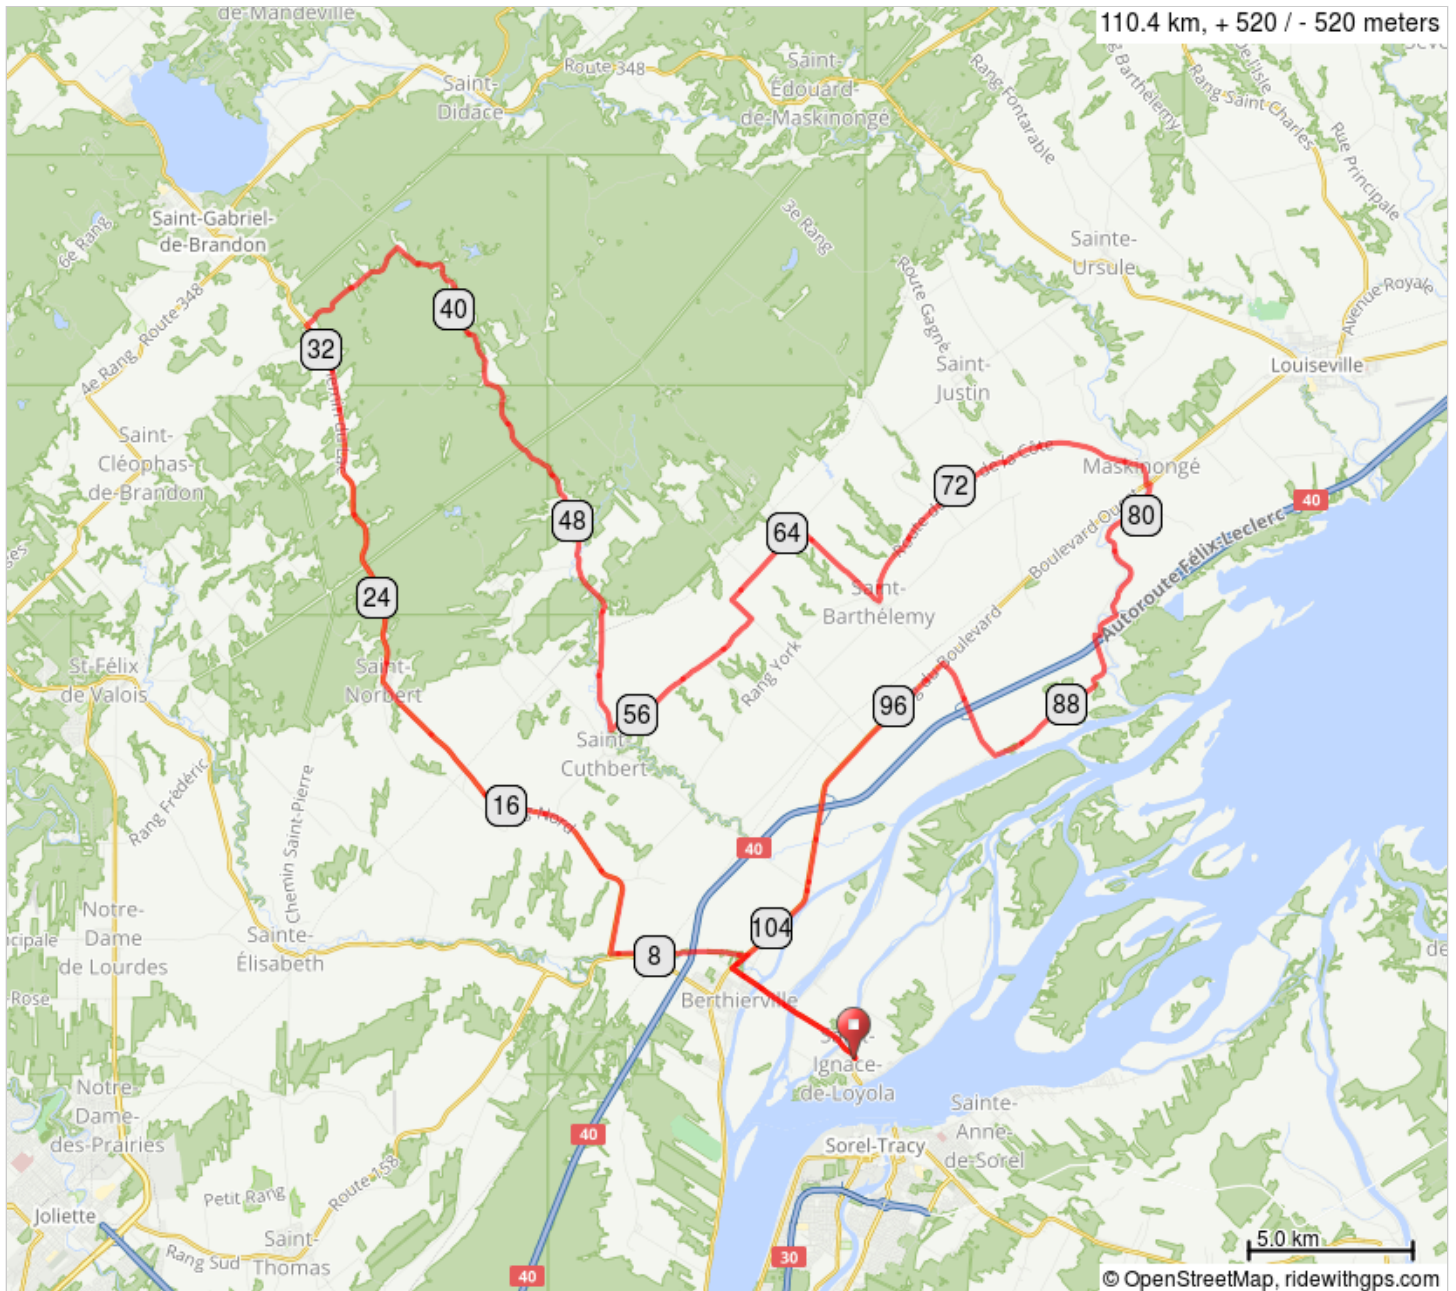 de-Mandeville
110.4 km, + 520 / - 520 meters
Route 348
Saint-
Didace
Saint-
Édouard-
de-Maskinongé
Rang Fontarable
Rang Saint Charles
Rue Principale
Saint-Gabriel-
de-Brandon
6e Rang
3e Rang
Sainte-
Ursule
Route Gagné
Avenue Royale
4e Rang
Route 348
40
32
Louiseville
Saint-
Justin
Saint-
Cléophas-
de-Brandon
de la Côte
Maskinongé
72
40
80
48
64
Boulevard
Autoroute Félix-Leclerc
24
Saint-
Barthélemy
St-Félix
de Valois
Saint-
Norbert
Rang York
Boulevard
56
96
88
Saint
Cuthbert
Rang Frédéric
Chemin Saint-Pierre
16
Nord
40
Notre-
Dame
de Lourdes
104
Sainte-
Élisabeth
8
Berthierville
Ignace-
de-Loyola
Notre-
Dame-
des-Prairies
Sainte-
Anne-
de-Sorel
40
Sorel-Tracy
Petit Rang
Route 158
Joliette
Rang Sud
Saint-
Thomas
30
40
5.0 km
© OpenStreetMap, ridewithgps.com